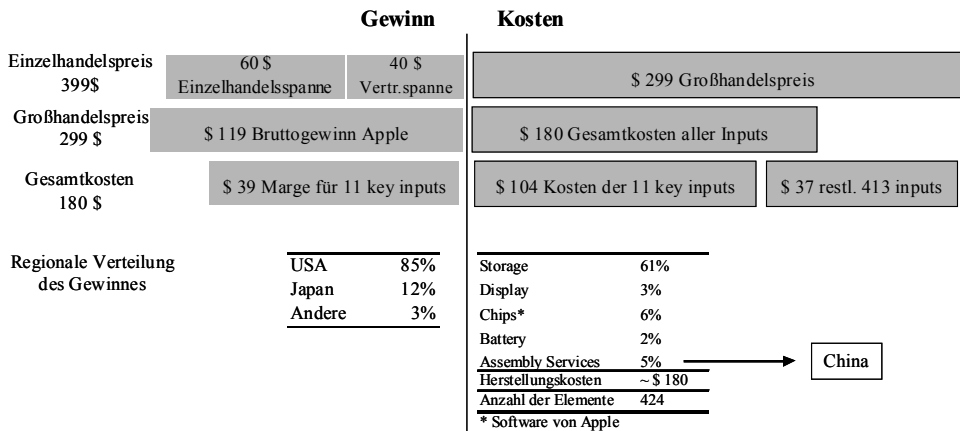 Gewinn Kosten
Einzelhandelspreis
399$
60 $
Einzelhandelsspanne
40 $
Vertr.spanne
$ 299 Großhandelspreis
Großhandelspreis
299 $
$ 119 Bruttogewinn Apple
$ 180 Gesamtkosten aller Inputs
Gesamtkosten
180 $
$ 39 Marge für 11 key inputs
$ 104 Kosten der 11 key inputs
$ 37 restl. 413 inputs
Regionale Verteilung
des Gewinnes
USA 85%
Japan 12%
Andere 3%
Storage 61%
Display 3%
Chips* 6%
Battery 2%
Assembly Services 5%
China
Herstellungskosten ~ $ 180
Anzahl der Elemente 424
* Software von Apple